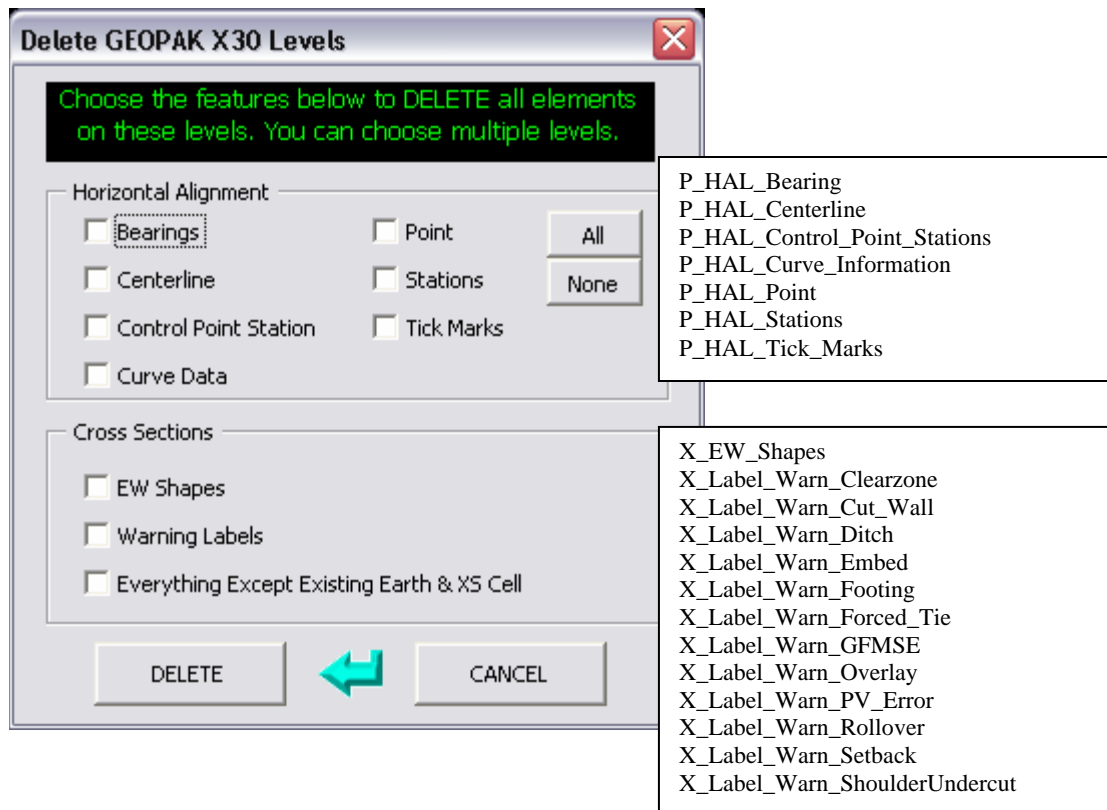 Delete GEOPAK X30 Levels
Choose the features below to DELETE all elements
on these levels. You can choose multiple levels.
Horizontal Alignment
Bearings
Point
All
Centerline
Stations
None
Control Point Station
Tick Marks
Curve Data
P_HAL_Bearing
P_HAL_Centerline
P_HAL_Control_Point_Stations
P_HAL_Curve_Information
P_HAL_Point
P_HAL_Stations
P_HAL_Tick_Marks
Cross Sections
EW Shapes
Warning Labels
Everything Except Existing Earth & XS Cell
DELETE
CANCEL
X_EW_Shapes
X_Label_Warn_Clearzone
X_Label_Warn_Cut_Wall
X_Label_Warn_Ditch
X_Label_Warn_Embed
X_Label_Warn_Footing
X_Label_Warn_Forced_Tie
X_Label_Warn_GFMSE
X_Label_Warn_Overlay
X_Label_Warn_PV_Error
X_Label_Warn_Rollover
X_Label_Warn_Setback
X_Label_Warn_ShoulderUndercut